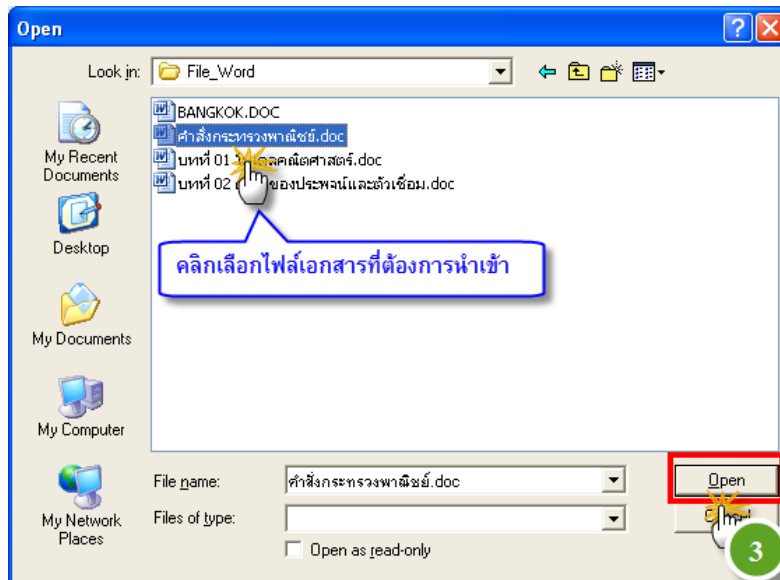 Open
Look in:
File_Word
BANGKOK.DOC
คำสั่งกระทรวงพาณิชย์.doc
บทที่ 01
คณิตศาสตร์.doc
บทที่ 02
ของประพจน์และตัวเชื่อม.doc
My Recent
Documents
Desktop
คลิกเลือกไฟล์เอกสารที่ต้องการนำเข้า
My Documents
My Computer
My Network
Places
File name:
คำสั่งกระทรวงพาณิชย์.doc
Open
Files of type:
Open as read-only
3